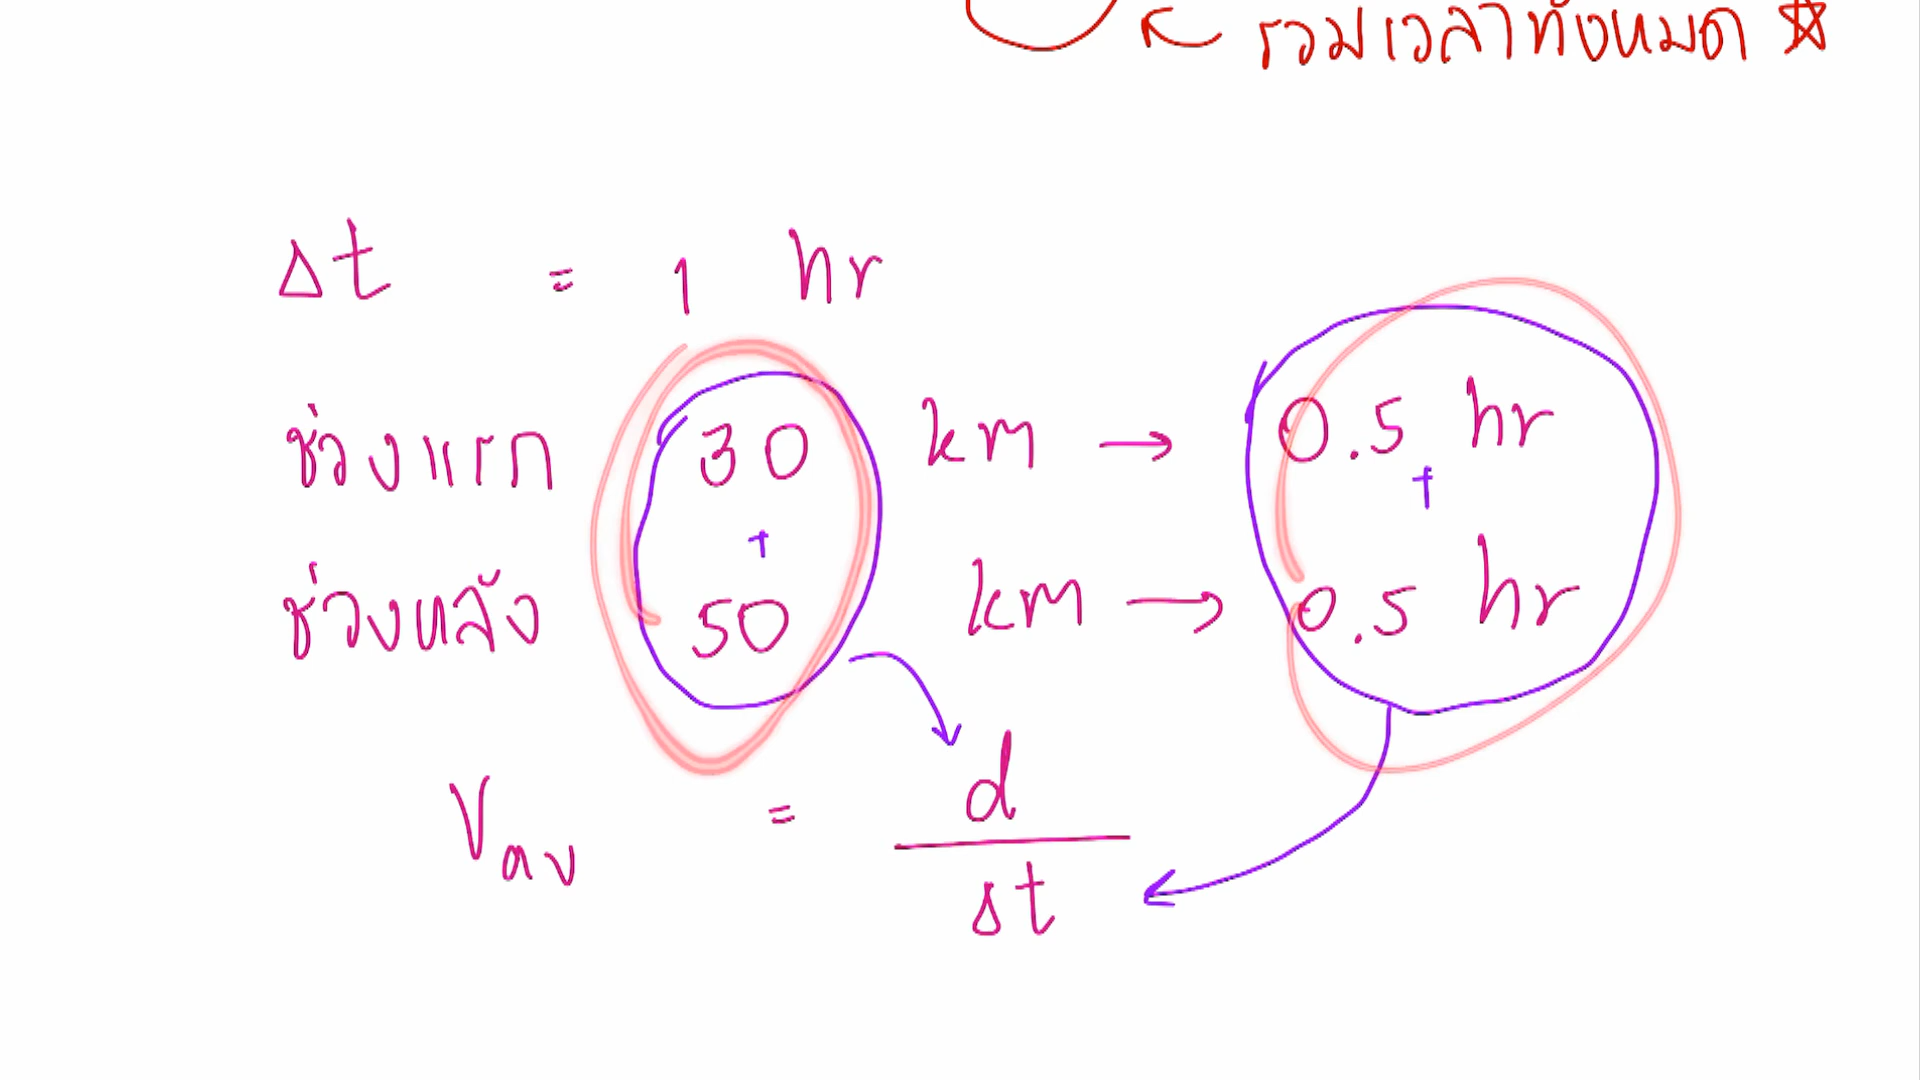 รวมเวลาทั้งหมด ☆
Δt = 1 hr
ช่วงแรก 30 km → 0.5 hr
+ +
ช่วงหลัง 50 km → 0.5 hr
Vav = d
Δt